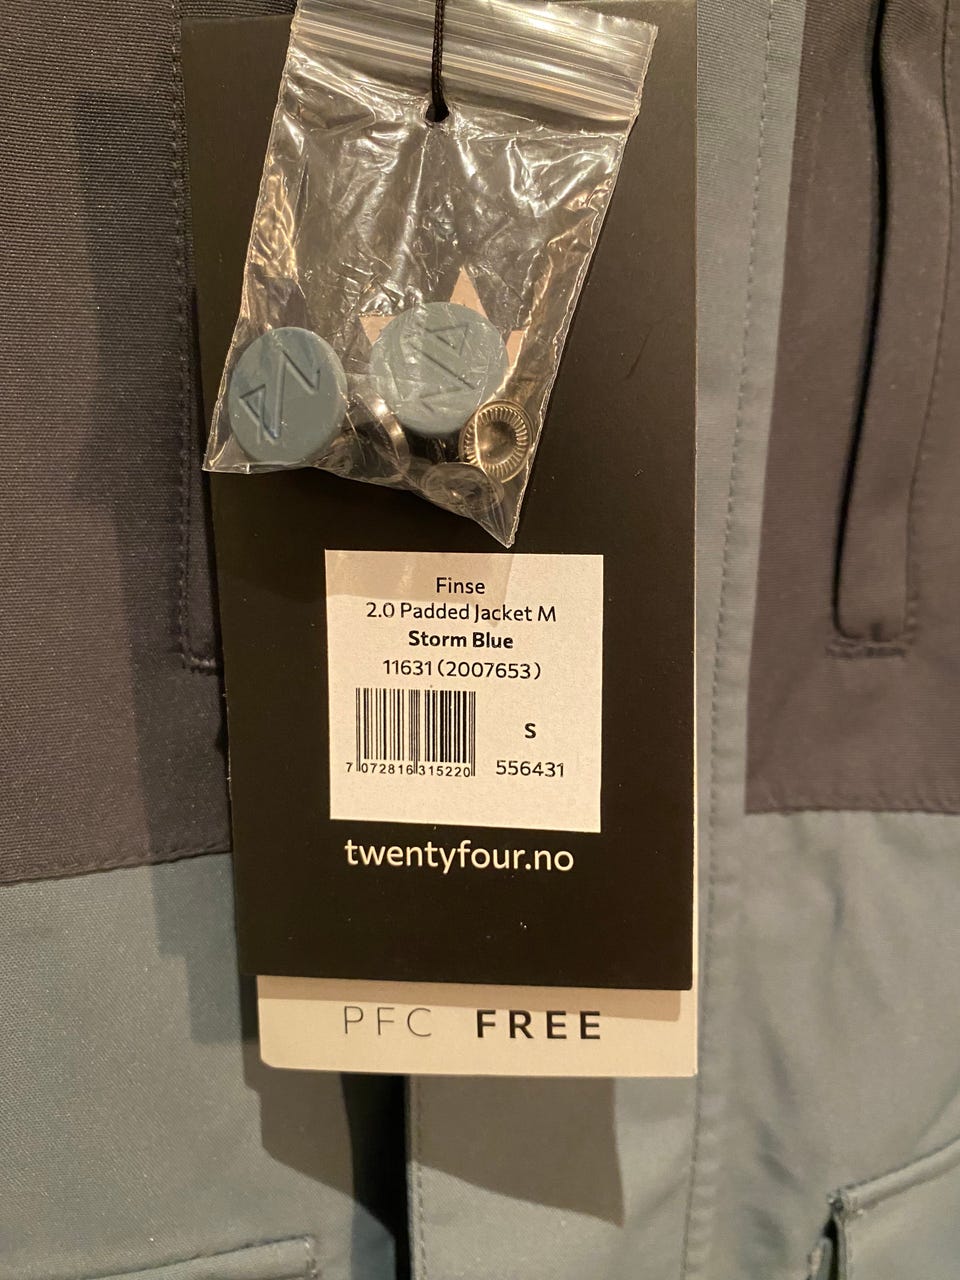 Finse
2.0 Padded Jacket M
Storm Blue
11631 (2007653)
S
7 072816 315220
556431
twentyfour.no
PFC FREE